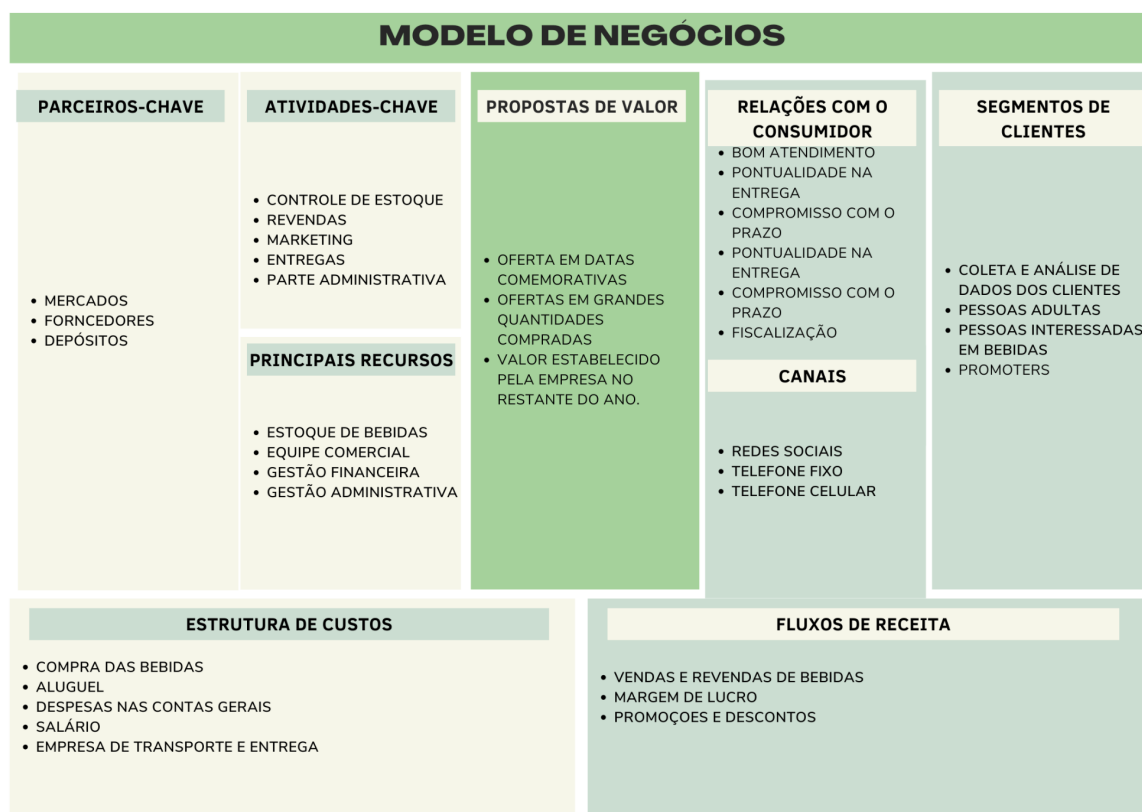 MODELO DE NEGÓCIOS
PARCEIROS-CHAVE
• MERCADOS
• FORNCEDORES
• DEPÓSITOS
ATIVIDADES-CHAVE
• CONTROLE DE ESTOQUE
• REVENDAS
• MARKETING
• ENTREGAS
• PARTE ADMINISTRATIVA
PRINCIPAIS RECURSOS
• ESTOQUE DE BEBIDAS
• EQUIPE COMERCIAL
• GESTÃO FINANCEIRA
• GESTÃO ADMINISTRATIVA
PROPOSTAS DE VALOR
• OFERTA EM DATAS
COMEMORATIVAS
• OFERTAS EM GRANDES
QUANTIDADES
COMPRADAS
• VALOR ESTABELECIDO
PELA EMPRESA NO
RESTANTE DO ANO.
RELAÇÕES COM O
CONSUMIDOR
• BOM ATENDIMENTO
• PONTUALIDADE NA
ENTREGA
• COMPROMISSO COM O
PRAZO
• PONTUALIDADE NA
ENTREGA
• COMPROMISSO COM O
PRAZO
• FISCALIZAÇÃO
CANAIS
• REDES SOCIAIS
• TELEFONE FIXO
• TELEFONE CELULAR
SEGMENTOS DE
CLIENTES
• COLETA E ANÁLISE DE
DADOS DOS CLIENTES
• PESSOAS ADULTAS
• PESSOAS INTERESSADAS
EM BEBIDAS
• PROMOTERS
ESTRUTURA DE CUSTOS
• COMPRA DAS BEBIDAS
• ALUGUEL
• DESPESAS NAS CONTAS GERAIS
• SALÁRIO
• EMPRESA DE TRANSPORTE E ENTREGA
FLUXOS DE RECEITA
• VENDAS E REVENDAS DE BEBIDAS
• MARGEM DE LUCRO
• PROMOÇOES E DESCONTOS